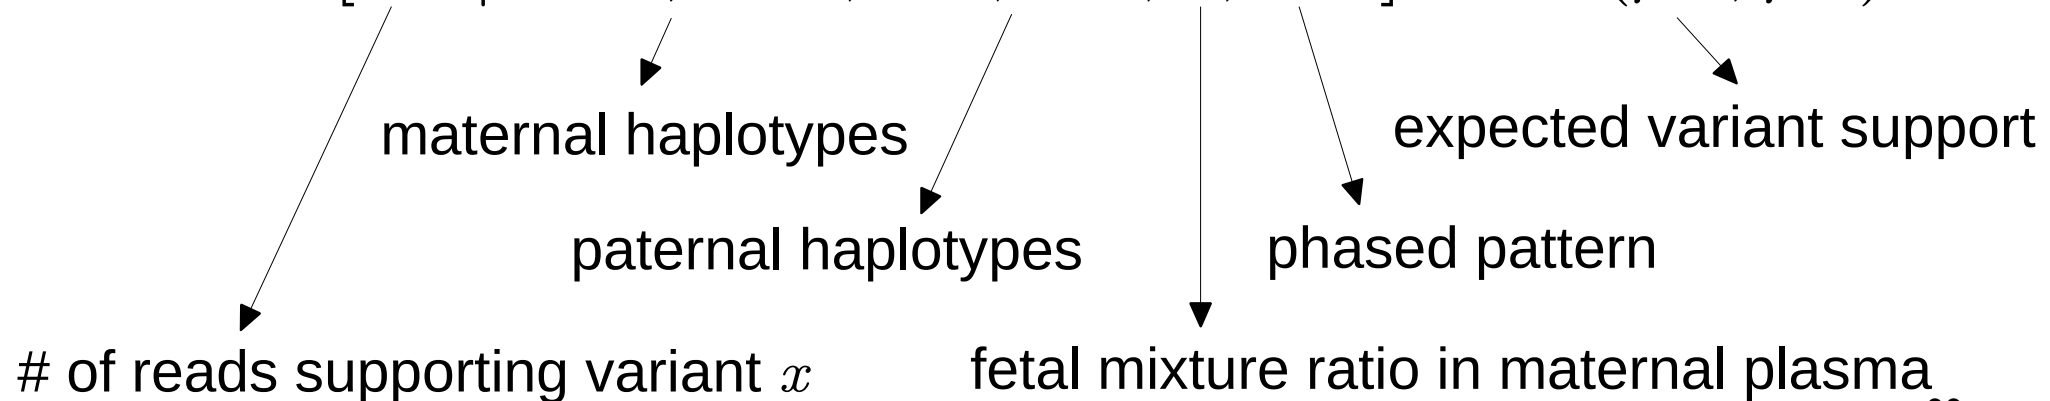 maternal haplotypes
expected variant support
paternal haplotypes
phased pattern
# of reads supporting variant x
fetal mixture ratio in maternal plasma